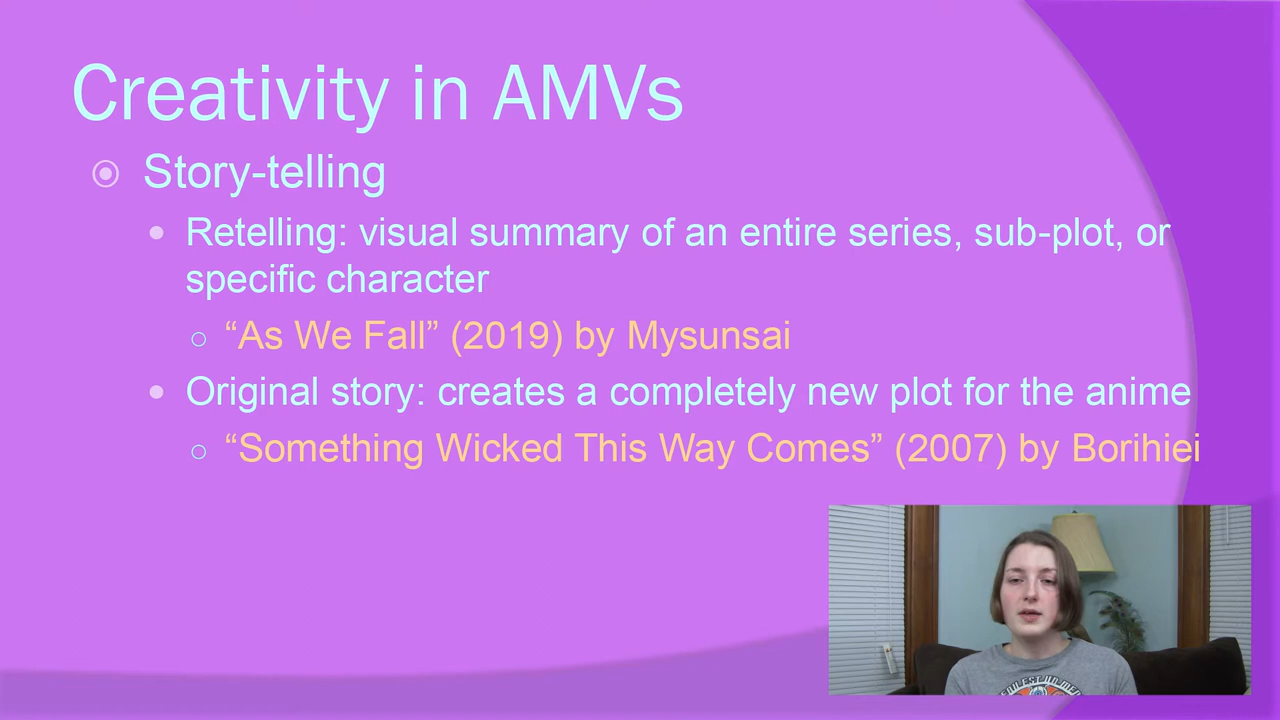 Creativity in AMVs
Story-telling
Retelling: visual summary of an entire series, sub-plot, or
specific character
“As We Fall” (2019) by Mysunsai
Original story: creates a completely new plot for the anime
“Something Wicked This Way Comes” (2007) by Borihiei